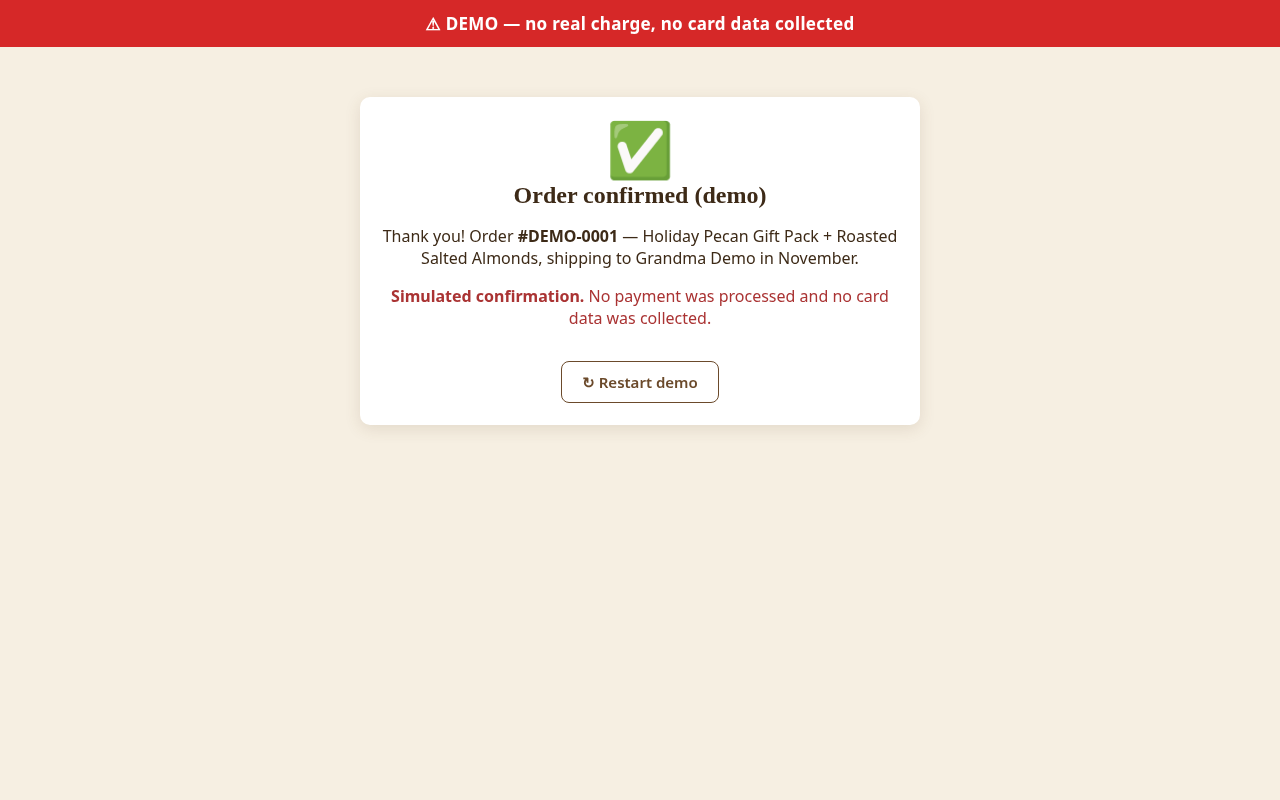 ⚠ DEMO — no real charge, no card data collected
Order confirmed (demo)
Thank you! Order #DEMO-0001 — Holiday Pecan Gift Pack + Roasted
Salted Almonds, shipping to Grandma Demo in November.
Simulated confirmation. No payment was processed and no card
data was collected.
↻ Restart demo